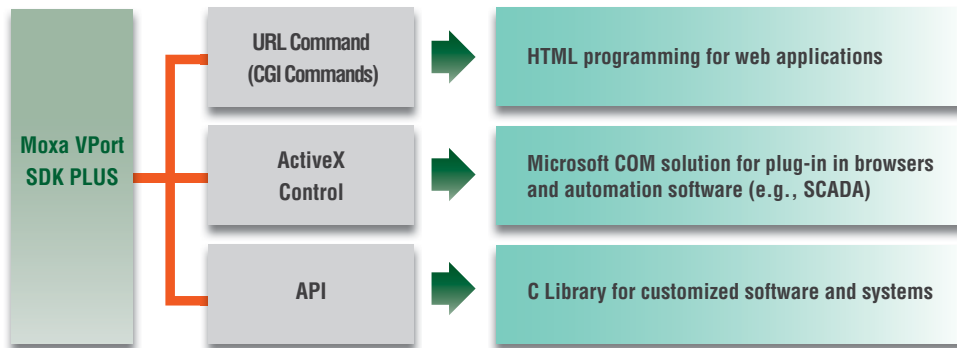 Moxa VPort
SDK PLUS
URL Command
(CGI Commands)
HTML programming for web applications
ActiveX
Control
Microsoft COM solution for plug-in in browsers
and automation software (e.g., SCADA)
API
C Library for customized software and systems